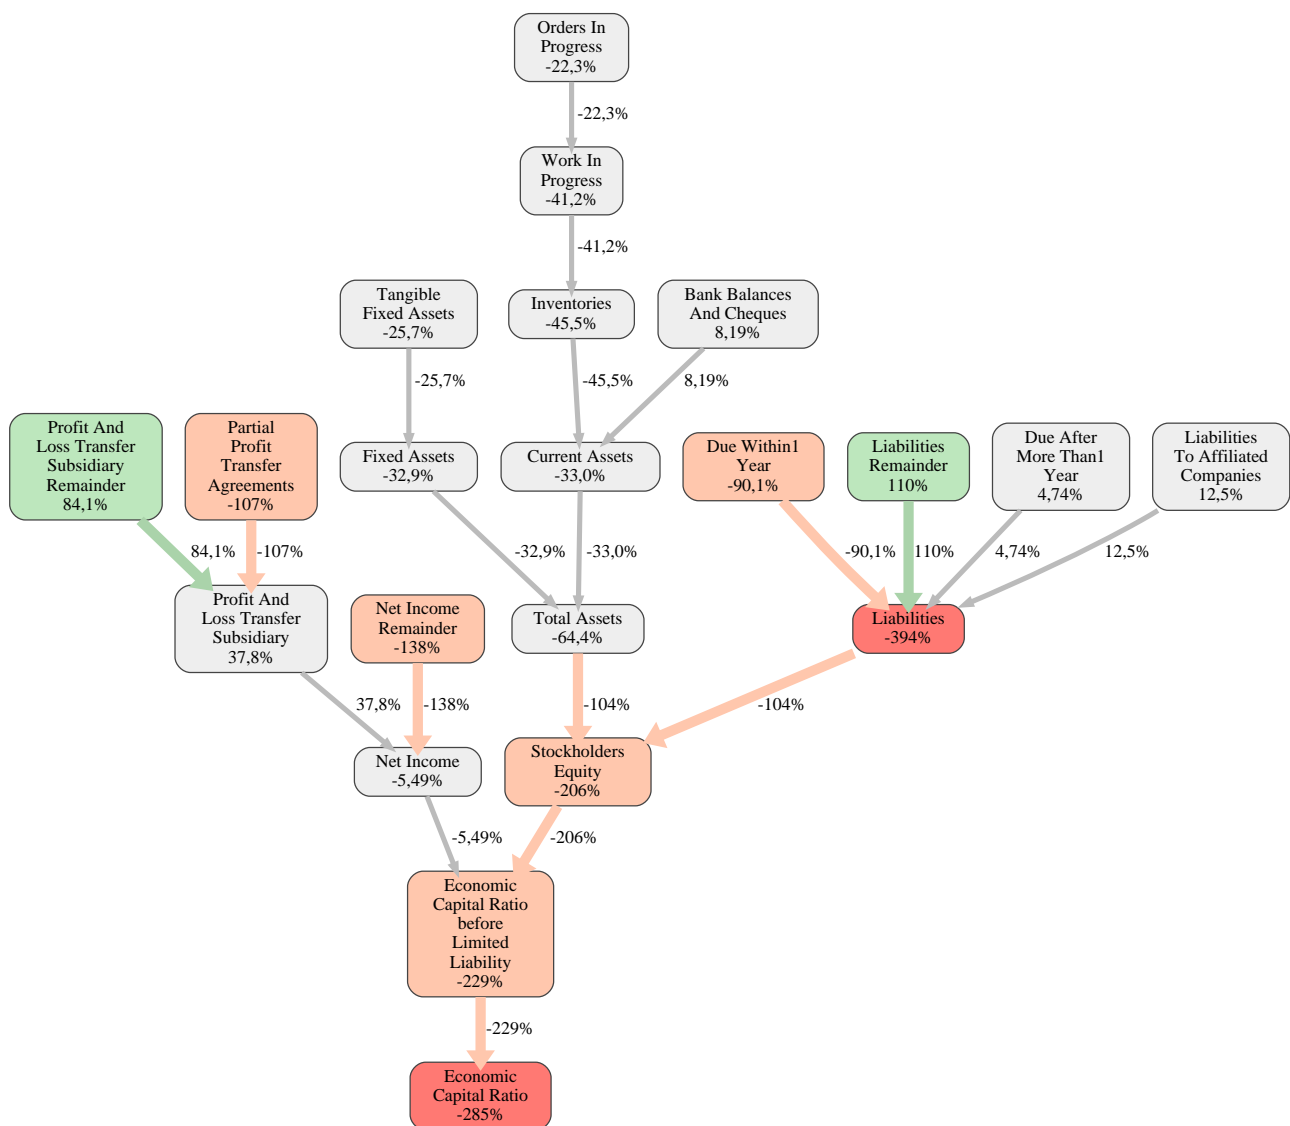 Orders In
Progress
-22,3%
-22,3%
Work In
Progress
-41,2%
-41,2%
Tangible
Fixed Assets
-25,7%
Inventories
-45,5%
Bank Balances
And Cheques
8,19%
-25,7%
-45,5%
8,19%
Profit And
Loss Transfer
Subsidiary
Remainder
84,1%
Partial
Profit
Transfer
Agreements
-107%
Fixed Assets
-32,9%
Current Assets
-33,0%
Due Within1
Year
-90,1%
Liabilities
Remainder
110%
Due After
More Than1
Year
4,74%
Liabilities
To Affiliated
Companies
12,5%
84,1%
-107%
-32,9%
-33,0%
-90,1%
110%
4,74%
12,5%
Profit And
Loss Transfer
Subsidiary
37,8%
Net Income
Remainder
-138%
Total Assets
-64,4%
Liabilities
-394%
37,8%
-138%
-104%
-104%
Net Income
-5,49%
Stockholders
Equity
-206%
-5,49%
-206%
Economic
Capital Ratio
before
Limited
Liability
-229%
-229%
Economic
Capital Ratio
-285%